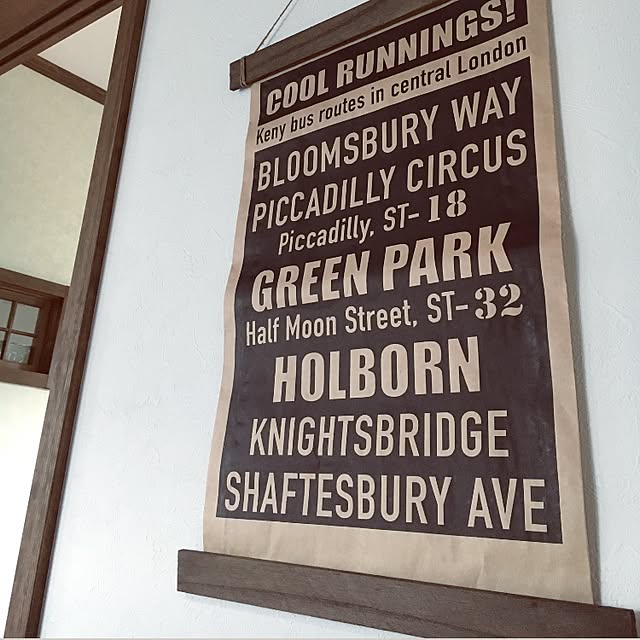 COOL RUNNINGS!
Keny bus routes in central London
BLOOMSBURY WAY
PICCADILLY CIRCUS
Piccadilly, ST-18
GREEN PARK
Half Moon Street, ST-32
HOLBORN
KNIGHTSBRIDGE
SHAFTESBURY AVE